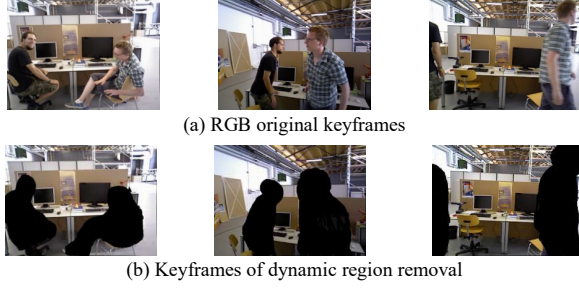 (a) RGB original keyframes
(b) Keyframes of dynamic region removal